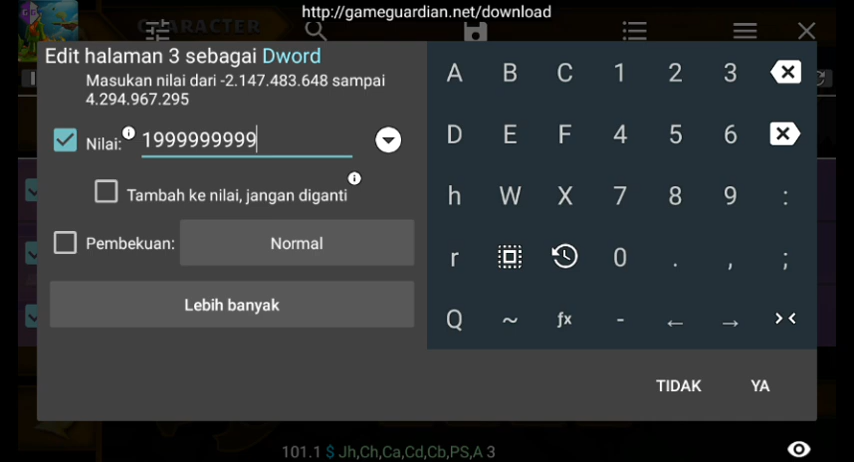 http://gameguardian.net/download
CHARACTER
Edit halaman 3 sebagai Dword
Masukan nilai dari -2.147.483.648 sampai
4.294.967.295
Nilai: 1999999999
Tambah ke nilai, jangan diganti
Pembekuan: Normal
Lebih banyak
A B C 1 2 3
D E F 4 5 6
h W X 7 8 9 :
r 0 . , ;
Q ~ ƒx - ← → ><
TIDAK YA
101.1 $ Jh,Ch,Ca,Cd,Cb,PS,A 3